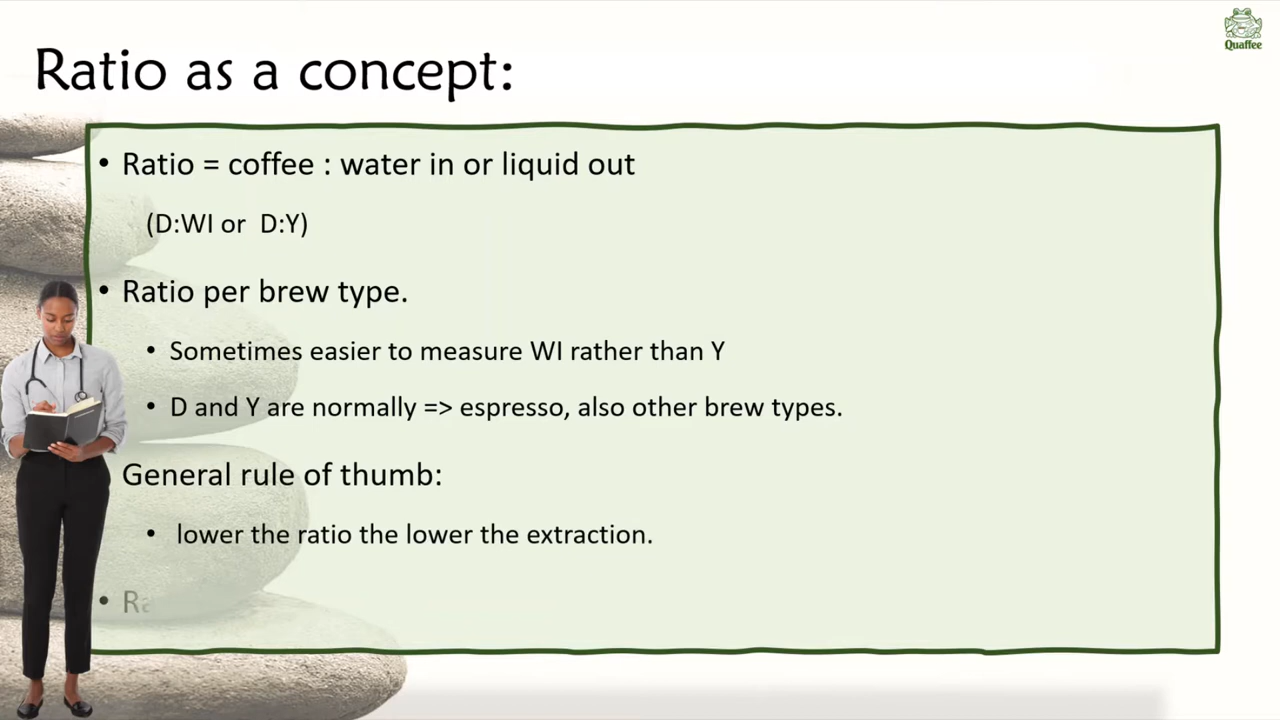 Quaffee
Ratio as a concept:
• Ratio = coffee : water in or liquid out
(D:WI or D:Y)
• Ratio per brew type.
• Sometimes easier to measure WI rather than Y
• D and Y are normally => espresso, also other brew types.
General rule of thumb:
• lower the ratio the lower the extraction.